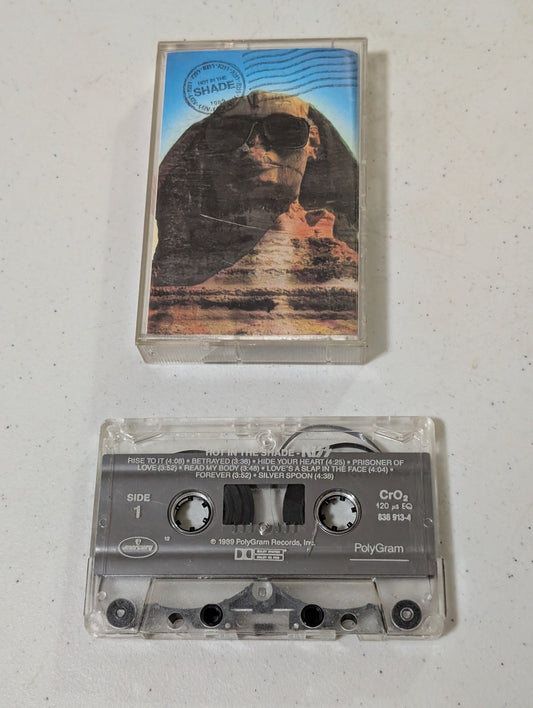 HOT IN THE
SHADE
HOT IN THE SHADE - KISS
RISE TO IT (4:08) • BETRAYED (3:38) • HIDE YOUR HEART (4:25) • PRISONER OF
LOVE (3:52) • READ MY BODY (3:48) • LOVE'S A SLAP IN THE FACE (4:04) •
FOREVER (3:52) • SILVER SPOON (4:38)
SIDE
1
CrO₂
120 µs EQ
838 913-4
12
℗ 1989 PolyGram Records, Inc.
PolyGram